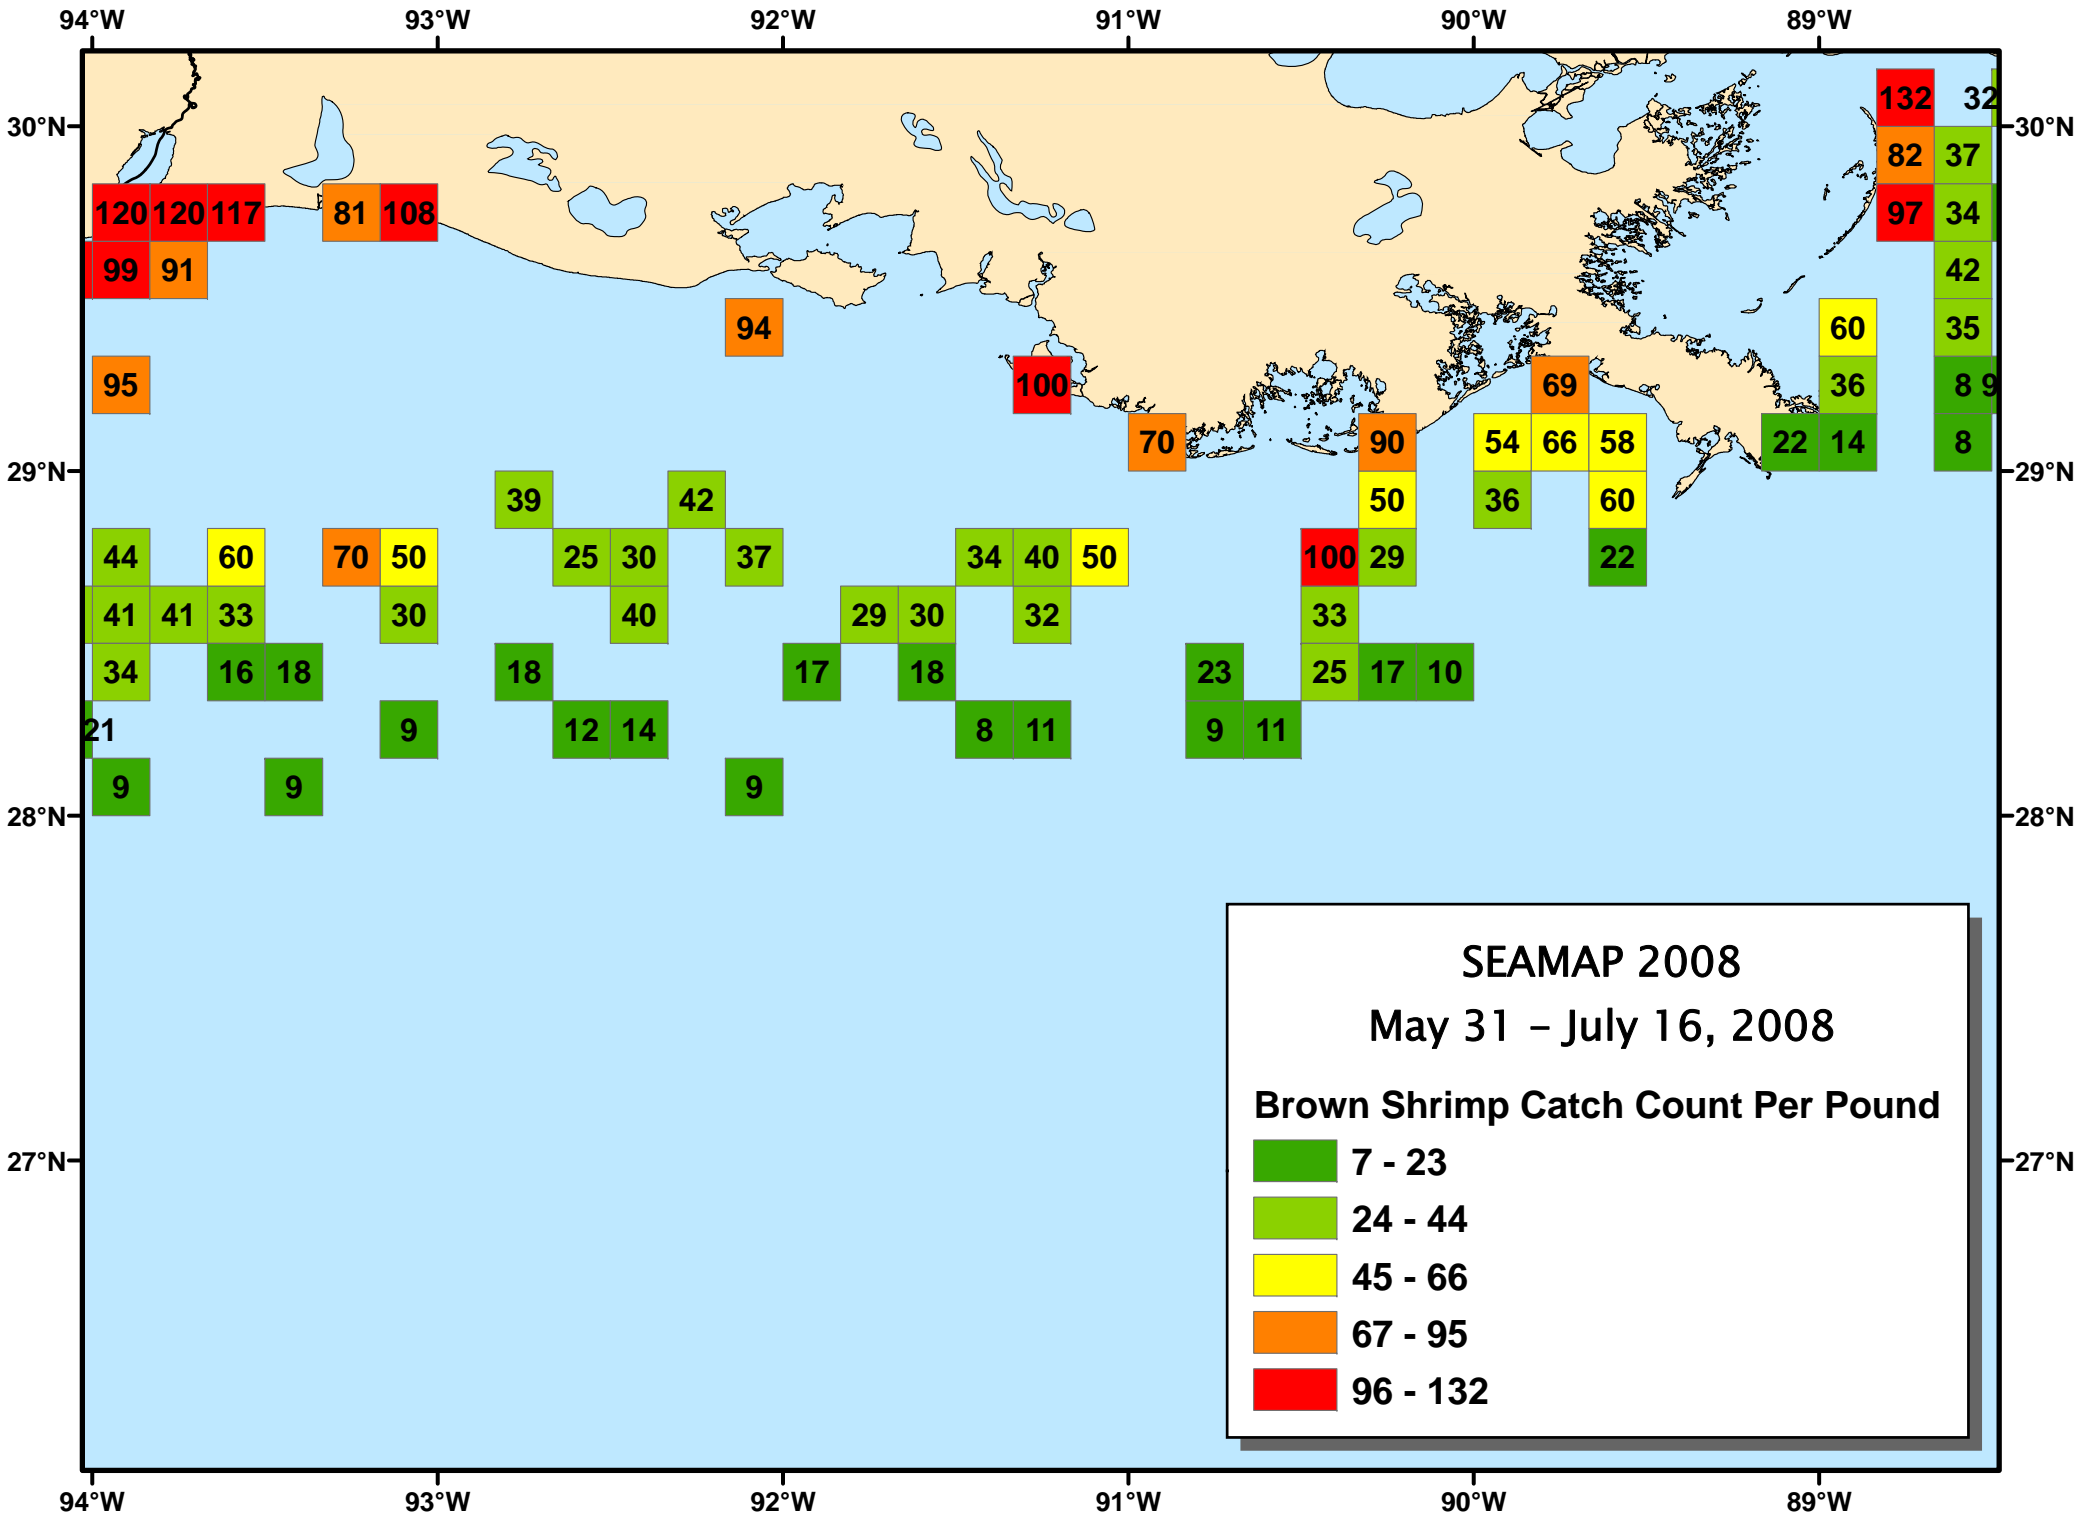 94°W 93°W 92°W 91°W 90°W 89°W
132 32
30°N 30°N
82 37
120 120 117 81 108 97 34
99 91 42
94 60 35
95 100 69 36 8 9
70 90 54 66 58 22 14 8
29°N 29°N
39 42 50 36 60
44 60 70 50 25 30 37 34 40 50 100 29 22
41 41 33 30 40 29 30 32 33
34 16 18 18 17 18 23 25 17 10
21 9 12 14 8 11 9 11
9 9 9
28°N 28°N
SEAMAP 2008
May 31 – July 16, 2008
Brown Shrimp Catch Count Per Pound
27°N 27°N
7 - 23
24 - 44
45 - 66
67 - 95
96 - 132
94°W 93°W 92°W 91°W 90°W 89°W